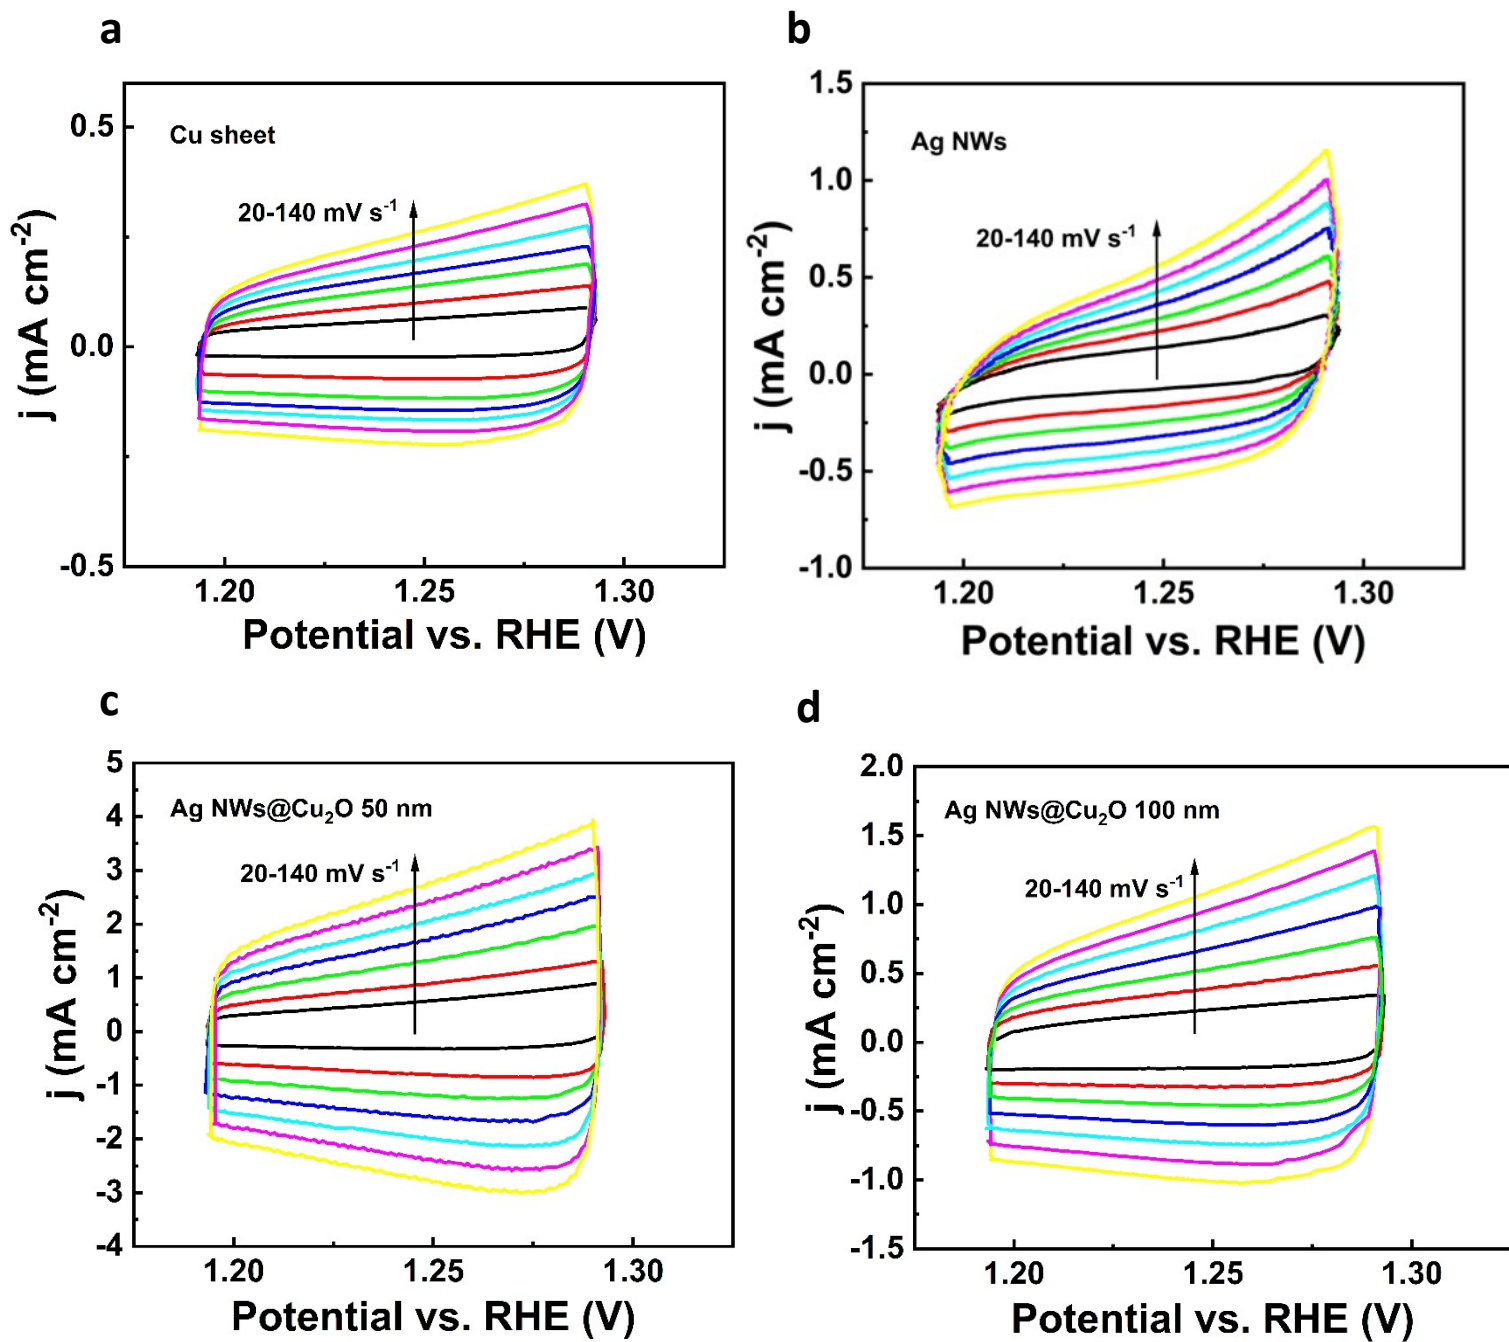 a
Cu sheet
20-140 mV s⁻¹
0.5
0.0
-0.5
1.20 1.25 1.30
j (mA cm⁻²)
Potential vs. RHE (V)
b
Ag NWs
20-140 mV s⁻¹
1.5
1.0
0.5
0.0
-0.5
-1.0
1.20 1.25 1.30
j (mA cm⁻²)
Potential vs. RHE (V)
c
Ag NWs@Cu₂O 50 nm
20-140 mV s⁻¹
5
4
3
2
1
0
-1
-2
-3
-4
1.20 1.25 1.30
j (mA cm⁻²)
Potential vs. RHE (V)
d
Ag NWs@Cu₂O 100 nm
20-140 mV s⁻¹
2.0
1.5
1.0
0.5
0.0
-0.5
-1.0
-1.5
1.20 1.25 1.30
j (mA cm⁻²)
Potential vs. RHE (V)